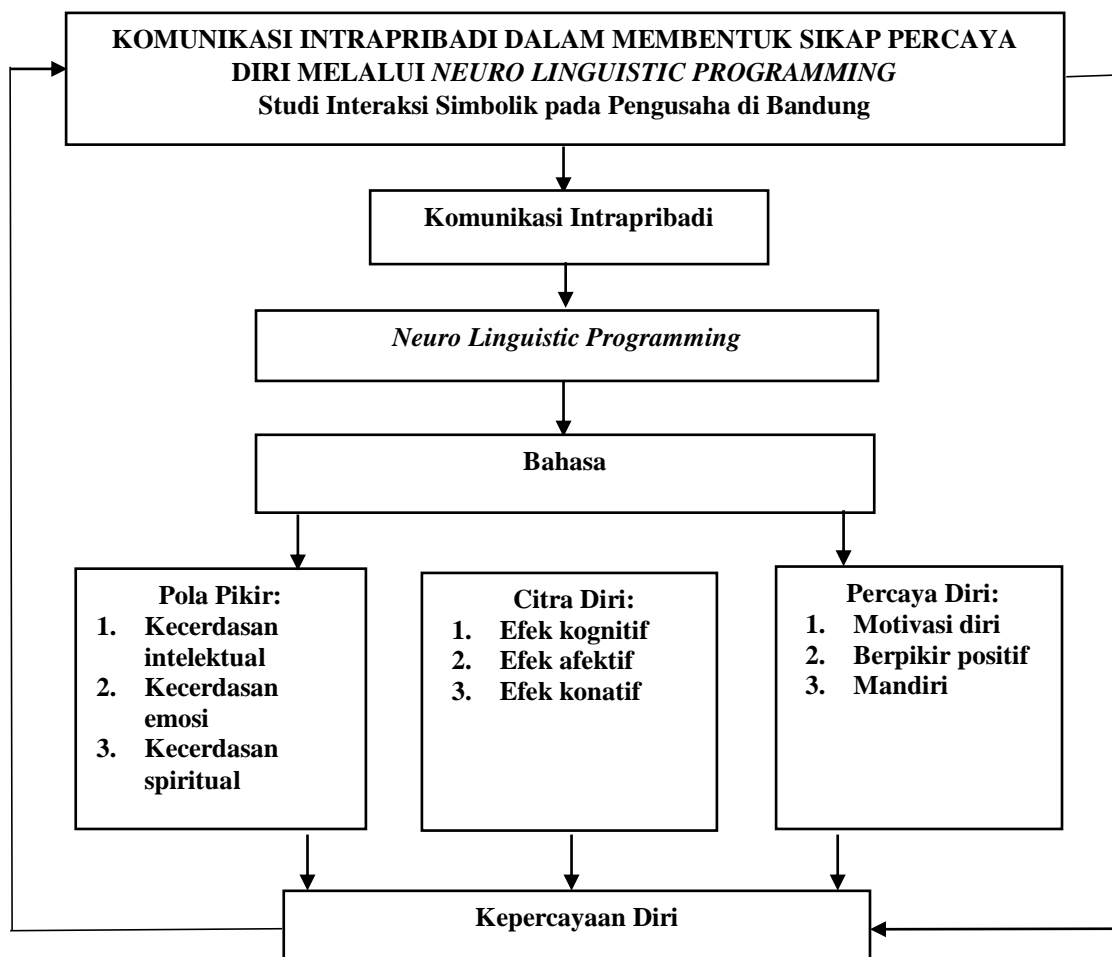 KOMUNIKASI INTRAPRIBADI DALAM MEMBENTUK SIKAP PERCAYA
DIRI MELALUI NEURO LINGUISTIC PROGRAMMING
Studi Interaksi Simbolik pada Pengusaha di Bandung
Komunikasi Intrapribadi
Neuro Linguistic Programming
Bahasa
Pola Pikir:
1. Kecerdasan
intelektual
2. Kecerdasan
emosi
3. Kecerdasan
spiritual
Citra Diri:
1. Efek kognitif
2. Efek afektif
3. Efek konatif
Percaya Diri:
1. Motivasi diri
2. Berpikir positif
3. Mandiri
Kepercayaan Diri